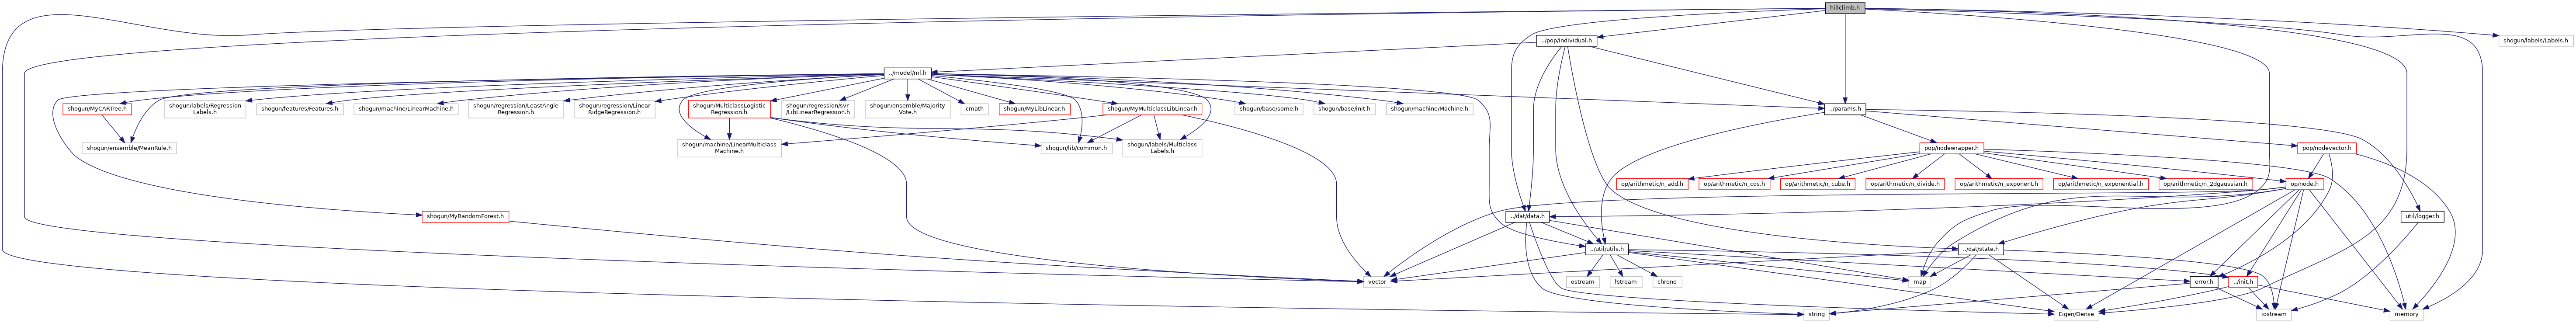 hillclimb.h
../pop/individual.h
shogun/labels/Labels.h
../model/ml.h
shogun/MyCARTree.h
shogun/labels/Regression
Labels.h
shogun/features/Features.h
shogun/machine/LinearMachine.h
shogun/regression/LeastAngle
Regression.h
shogun/regression/Linear
RidgeRegression.h
shogun/MulticlassLogistic
Regression.h
shogun/regression/svr
/LibLinearRegression.h
shogun/ensemble/Majority
Vote.h
cmath
shogun/MyLibLinear.h
shogun/MyMulticlassLibLinear.h
shogun/base/some.h
shogun/base/init.h
shogun/machine/Machine.h
../params.h
shogun/ensemble/MeanRule.h
shogun/machine/LinearMulticlass
Machine.h
shogun/lib/common.h
shogun/labels/Multiclass
Labels.h
pop/nodewrapper.h
pop/nodevector.h
op/arithmetic/n_add.h
op/arithmetic/n_cos.h
op/arithmetic/n_cube.h
op/arithmetic/n_divide.h
op/arithmetic/n_exponent.h
op/arithmetic/n_exponential.h
op/arithmetic/n_2dgaussian.h
op/node.h
shogun/MyRandomForest.h
../dat/data.h
util/logger.h
../util/utils.h
../dat/state.h
vector
ostream
fstream
chrono
map
error.h
../init.h
string
Eigen/Dense
iostream
memory